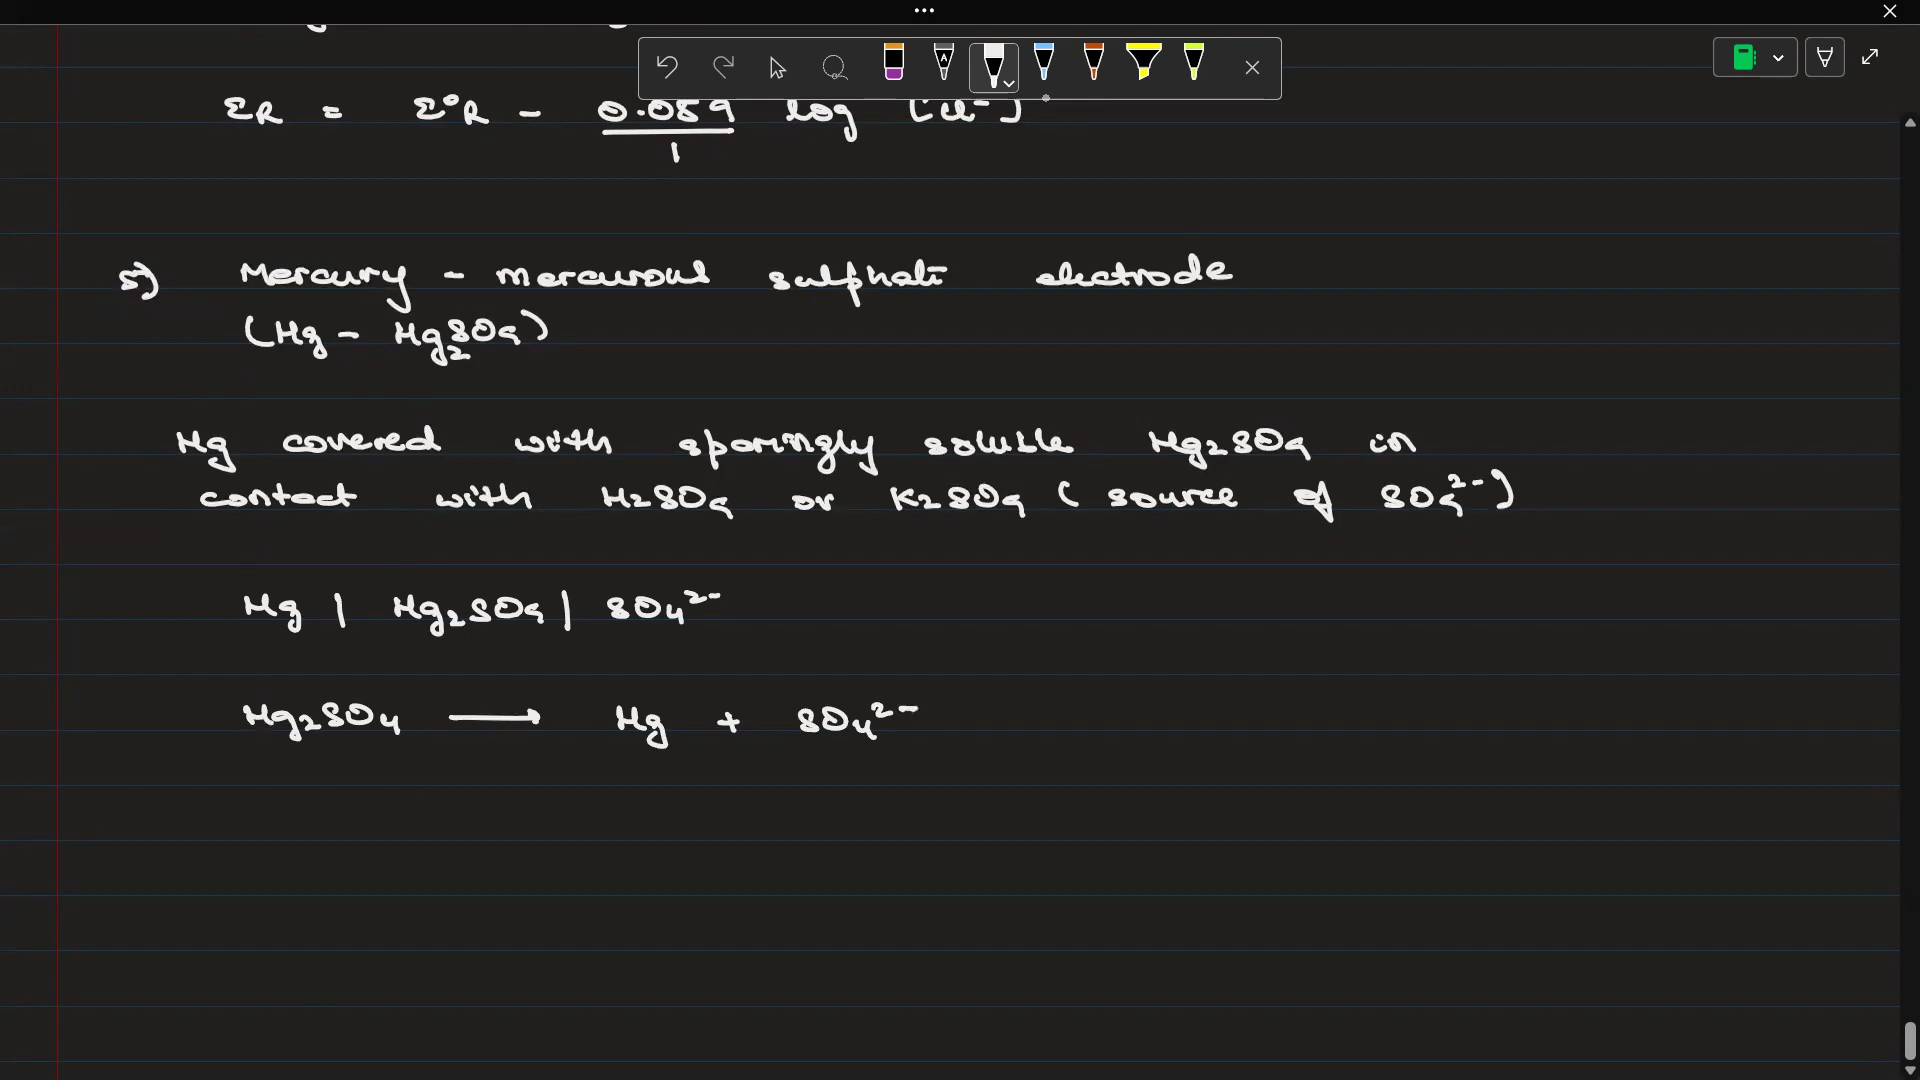 ER = E°R - 0.059 log [Cl⁻]
1
5) Mercury - mercurous sulphate electrode
(Hg - Hg₂SO₄)
Hg covered with sparingly soluble Hg₂SO₄ in
contact with H₂SO₄ or K₂SO₄ ( source of SO₄²⁻)
Hg | Hg₂SO₄ | SO₄²⁻
Hg₂SO₄ ⟶ Hg + SO₄²⁻